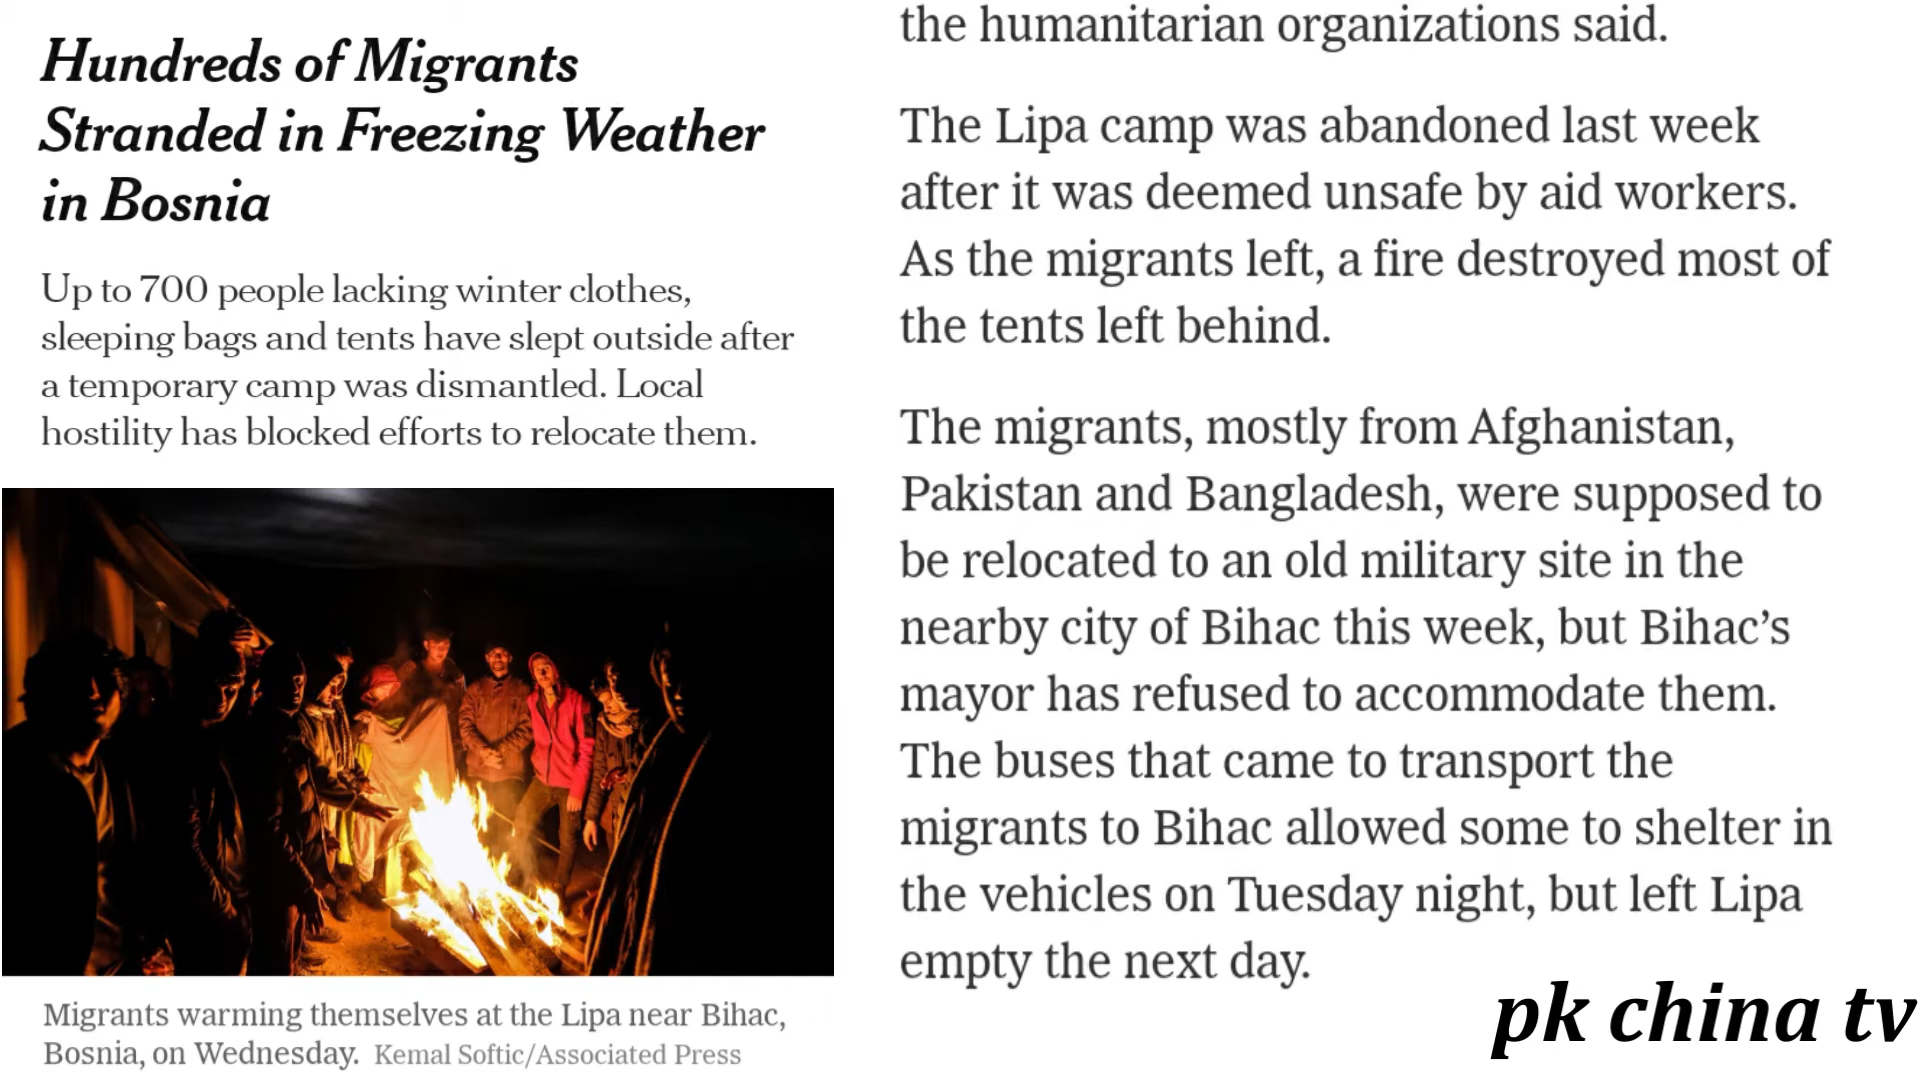 Hundreds of Migrants
Stranded in Freezing Weather
in Bosnia
Up to 700 people lacking winter clothes,
sleeping bags and tents have slept outside after
a temporary camp was dismantled. Local
hostility has blocked efforts to relocate them.
Migrants warming themselves at the Lipa near Bihac,
Bosnia, on Wednesday. Kemal Softic/Associated Press
the humanitarian organizations said.
The Lipa camp was abandoned last week
after it was deemed unsafe by aid workers.
As the migrants left, a fire destroyed most of
the tents left behind.
The migrants, mostly from Afghanistan,
Pakistan and Bangladesh, were supposed to
be relocated to an old military site in the
nearby city of Bihac this week, but Bihac’s
mayor has refused to accommodate them.
The buses that came to transport the
migrants to Bihac allowed some to shelter in
the vehicles on Tuesday night, but left Lipa
empty the next day.
pk china tv